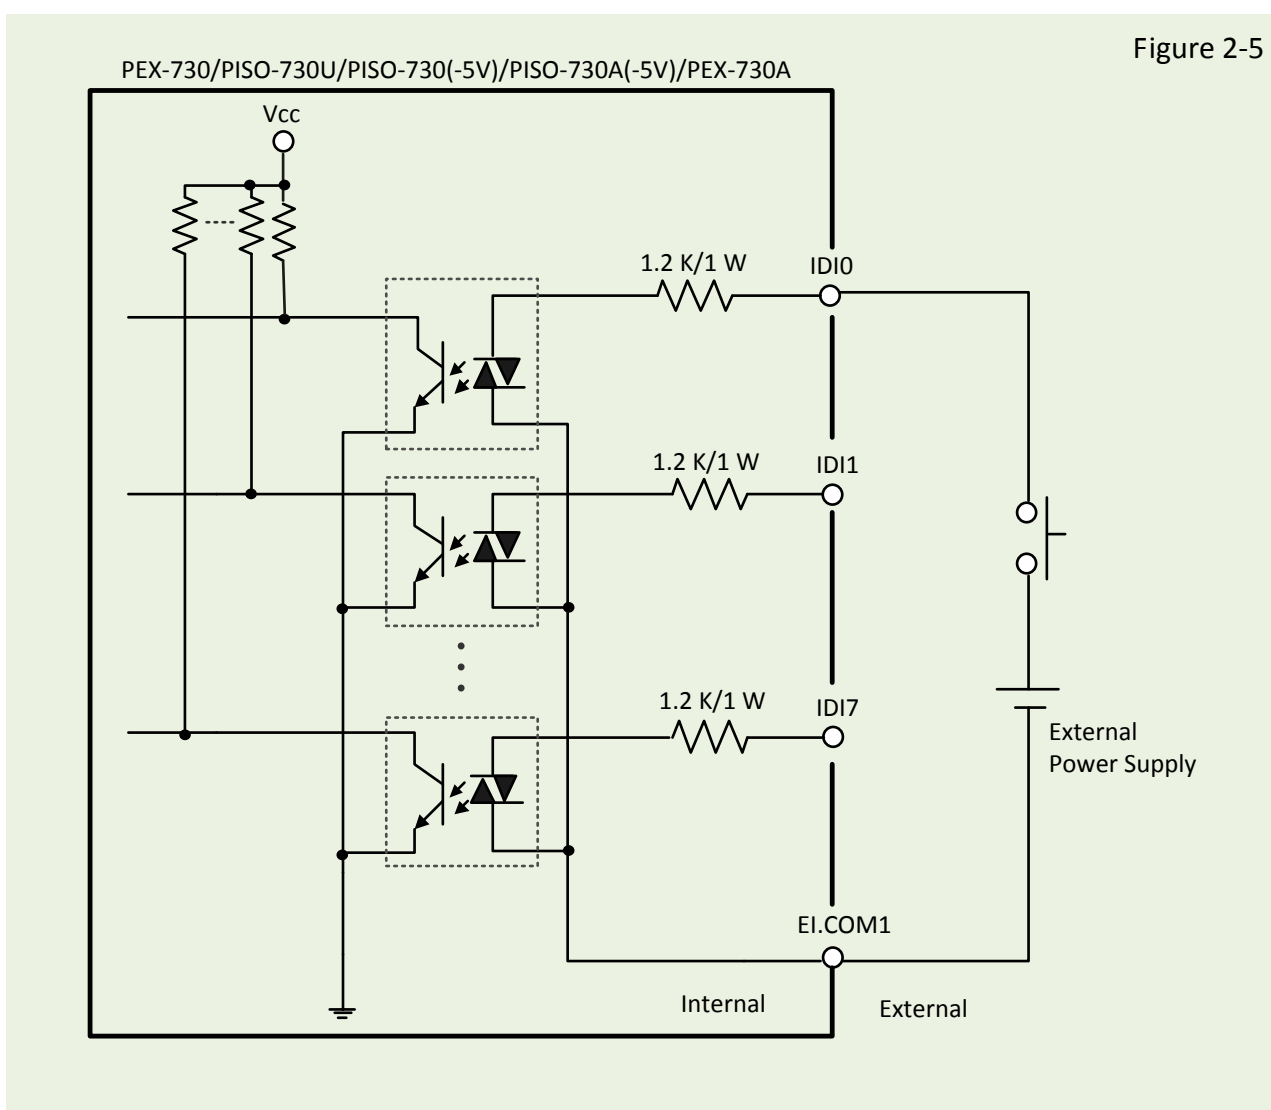 Figure 2-5
PEX-730/PISO-730U/PISO-730(-5V)/PISO-730A(-5V)/PEX-730A
Vcc
1.2 K/1 W
IDI0
1.2 K/1 W
IDI1
1.2 K/1 W
IDI7
External
Power Supply
EI.COM1
Internal
External